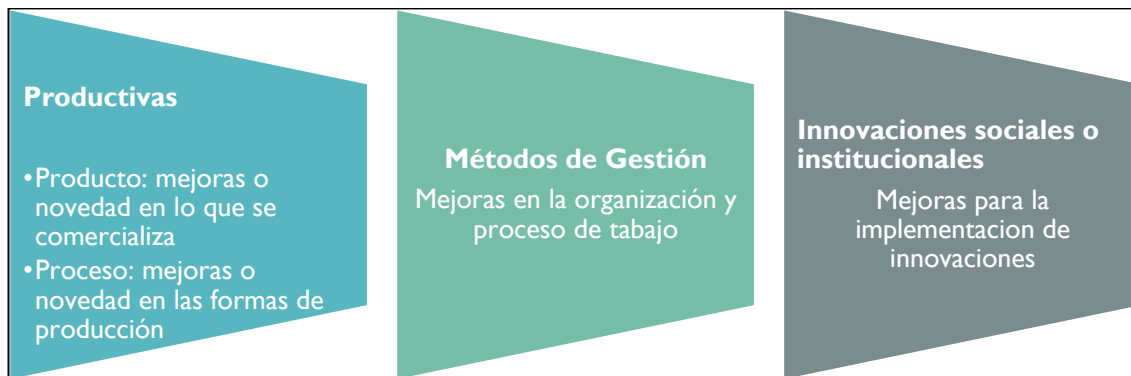 Productivas
•Producto: mejoras o
novedad en lo que se
comercializa
•Proceso: mejoras o
novedad en las formas de
producción
Métodos de Gestión
Mejoras en la organización y
proceso de tabajo
Innovaciones sociales o
institucionales
Mejoras para la
implementacion de
innovaciones